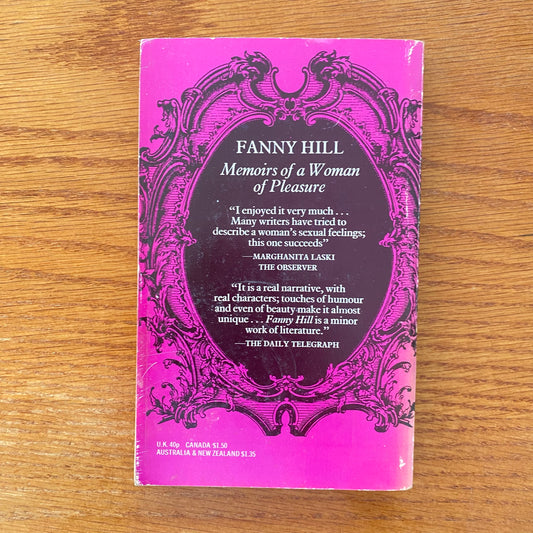 FANNY HILL
Memoirs of a Woman
of Pleasure
“I enjoyed it very much . . .
Many writers have tried to
describe a woman's sexual feelings;
this one succeeds”
—MARGHANITA LASKI
THE OBSERVER
“It is a real narrative, with
real characters; touches of humour
and even of beauty make it almost
unique . . . Fanny Hill is a minor
work of literature.”
—THE DAILY TELEGRAPH
U.K. 40p CANADA/$1.50
AUSTRALIA & NEW ZEALAND $1.35